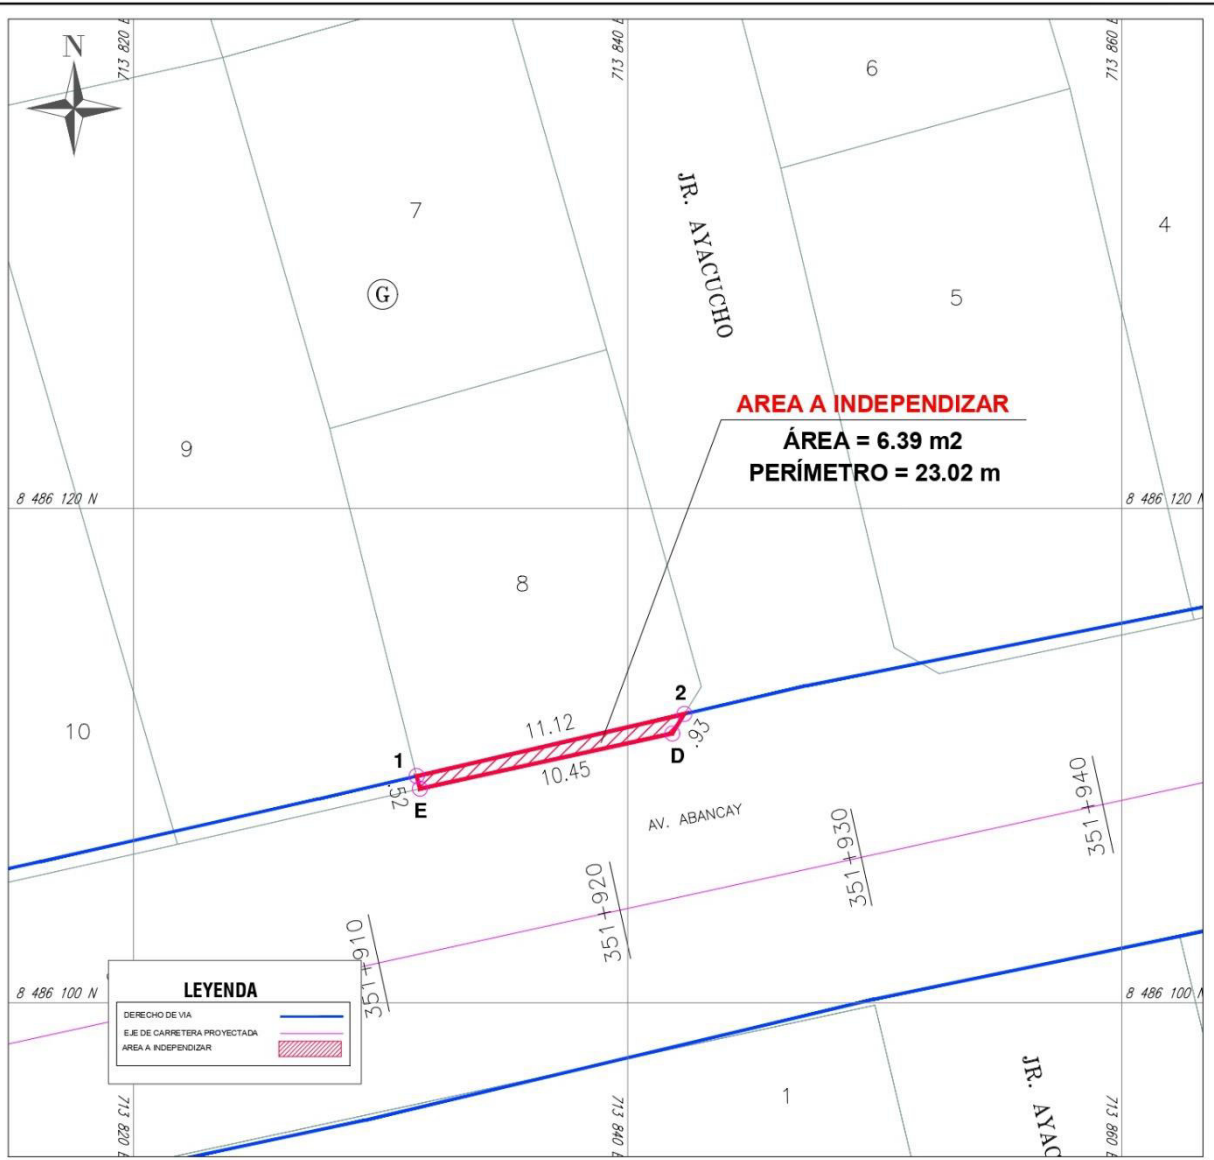 N
713 820 E
713 840 E
713 860 E
6
7
JR. AYACUCHO
4
G
5
AREA A INDEPENDIZAR
ÁREA = 6.39 m2
PERÍMETRO = 23.02 m
9
8 486 120 N
8 486 120 N
8
2
11.12
.93
10
D
1
10.45
.52
E
AV. ABANCAY
351+940
351+930
351+920
351+910
8 486 100 N
8 486 100 N
LEYENDA
DERECHO DE VIA
EJE DE CARRETERA PROYECTADA
AREA A INDEPENDIZAR
1
JR. AYAC
713 820 E
713 840 E
713 860 E